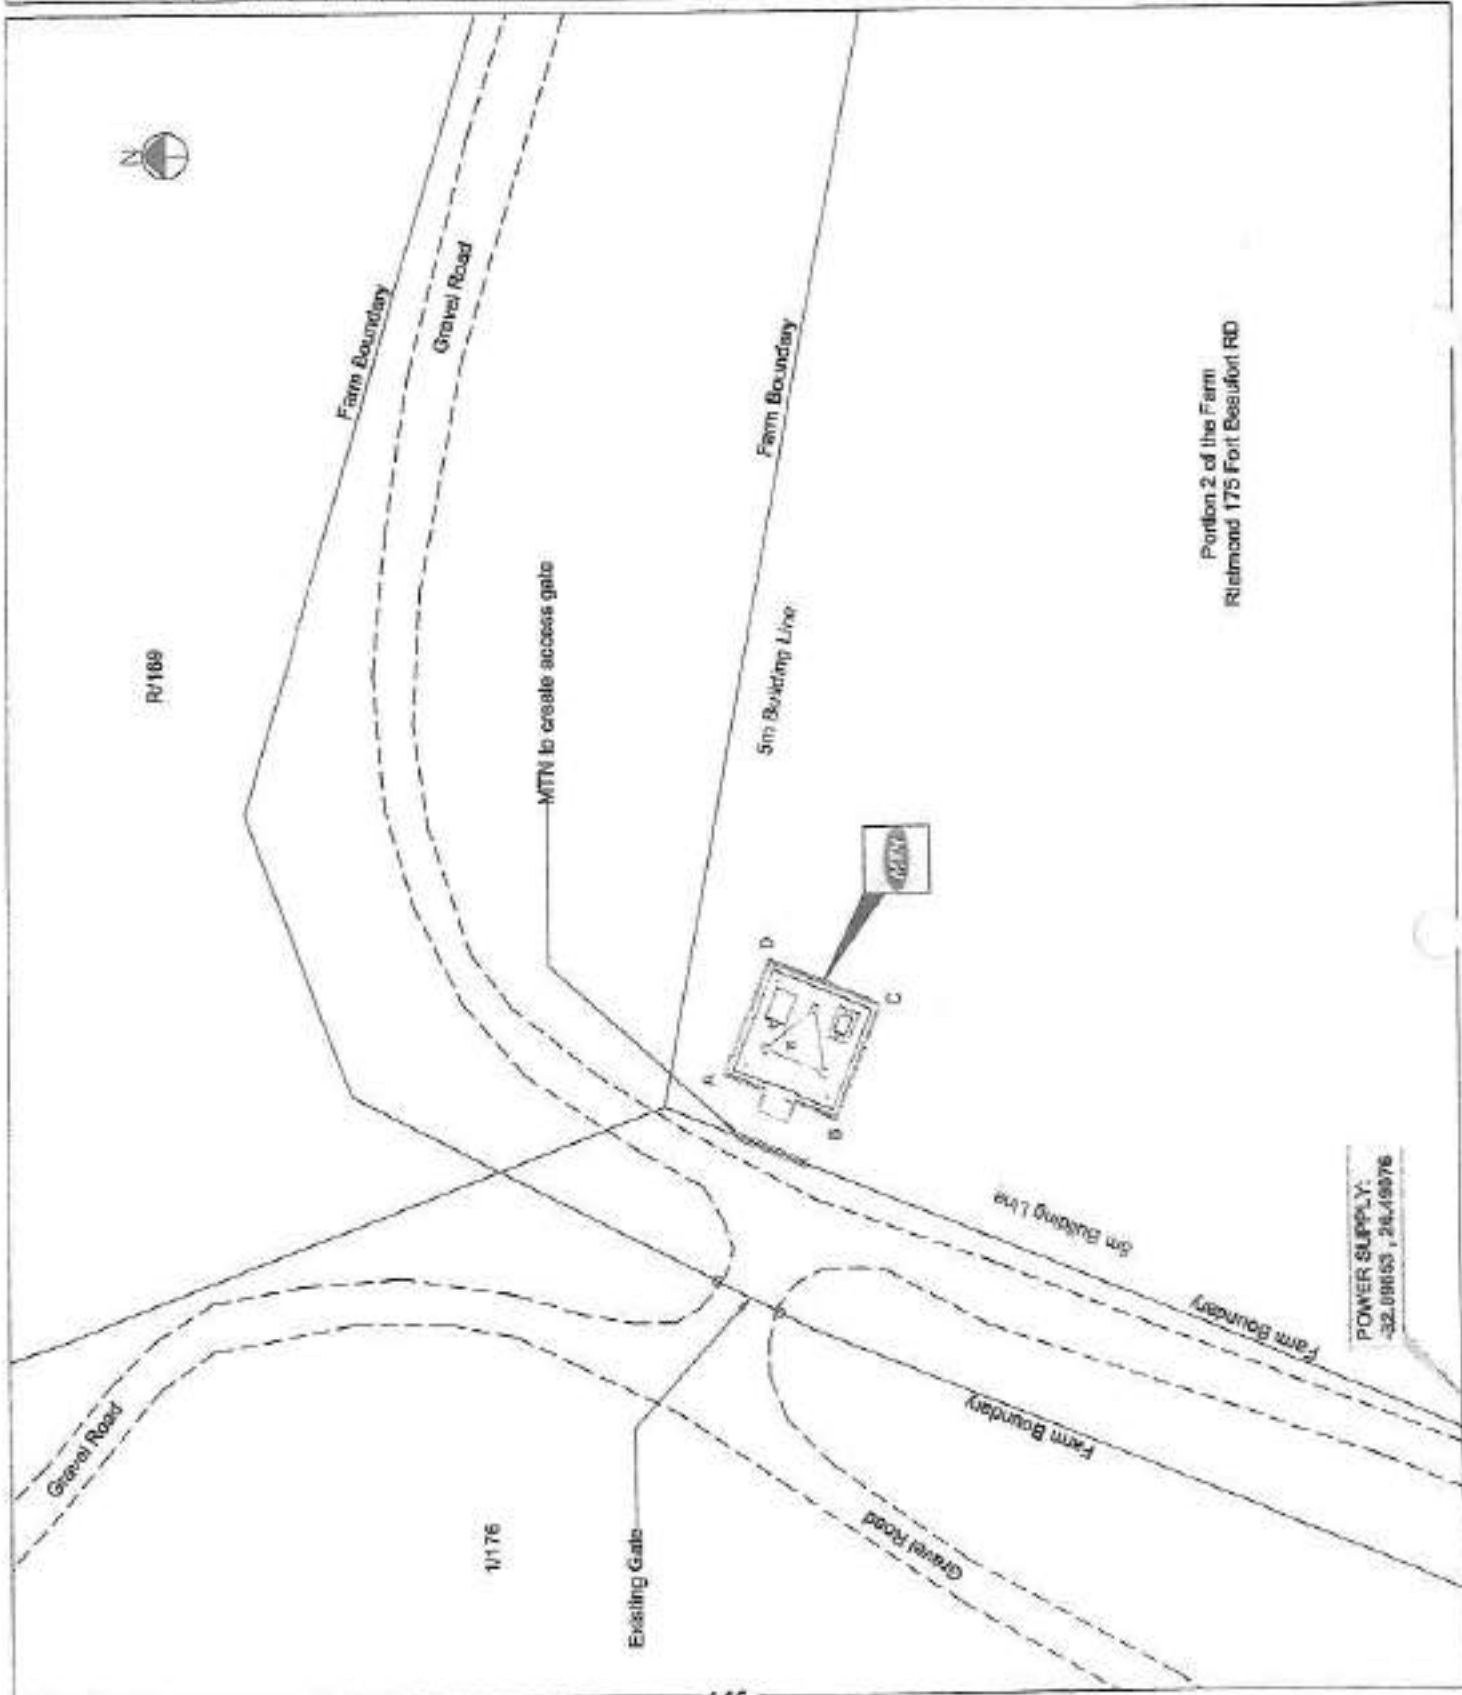 N
R/169
Farm Boundary
Gravel Road
MTN to create access gate
Farm Boundary
5m Building Line
Portion 2 of the Farm
175 Fort Beaufort RD
MTN
A
D
B
C
Gravel Road
1/176
Existing Gate
5m Building Line
Farm Boundary
Farm Boundary
Gravel Road
POWER SUPPLY: